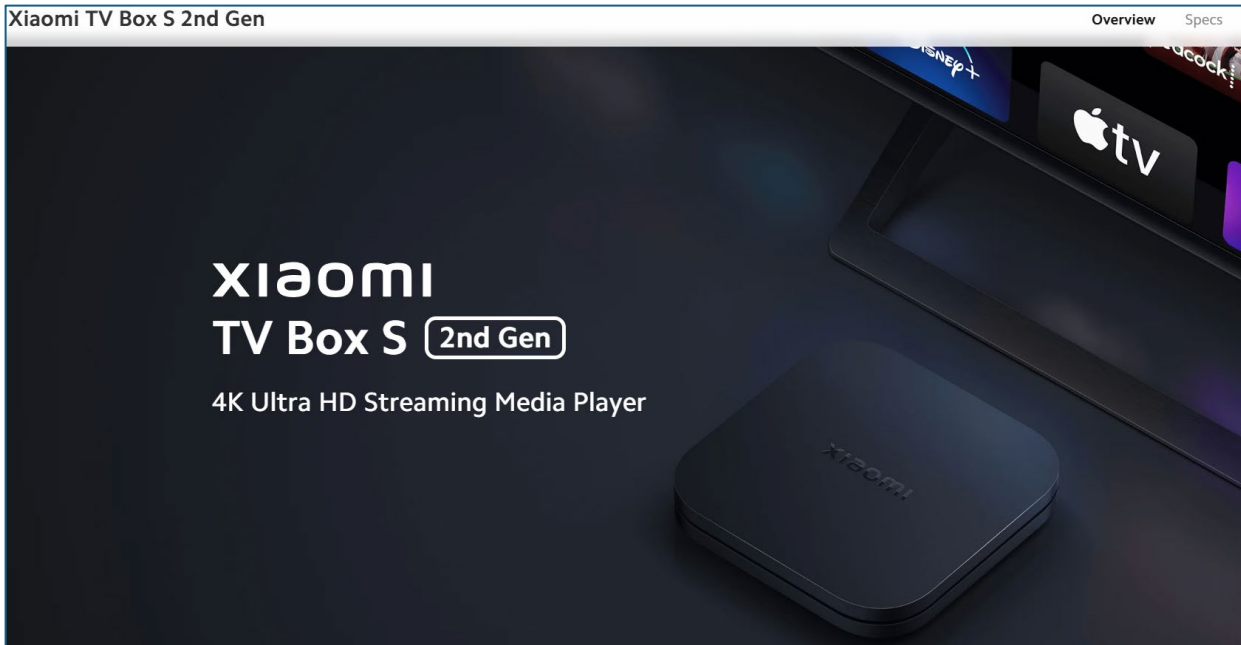 Xiaomi TV Box S 2nd Gen
Overview
Specs
DISNEY+
tv
xiaomi
TV Box S 2nd Gen
4K Ultra HD Streaming Media Player
xiaomi